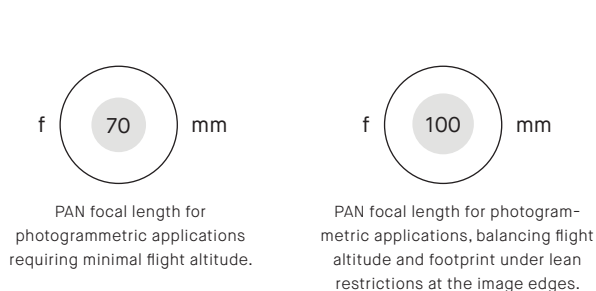 f 70 mm
PAN focal length for
photogrammetric applications
requiring minimal flight altitude.
f 100 mm
PAN focal length for photogram-
metric applications, balancing flight
altitude and footprint under lean
restrictions at the image edges.